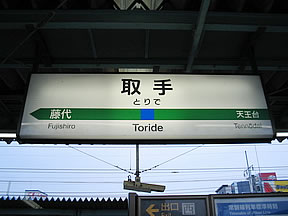 取手
とりで
藤代
天王台
Fujishiro
Toride
Tennōdai
出口